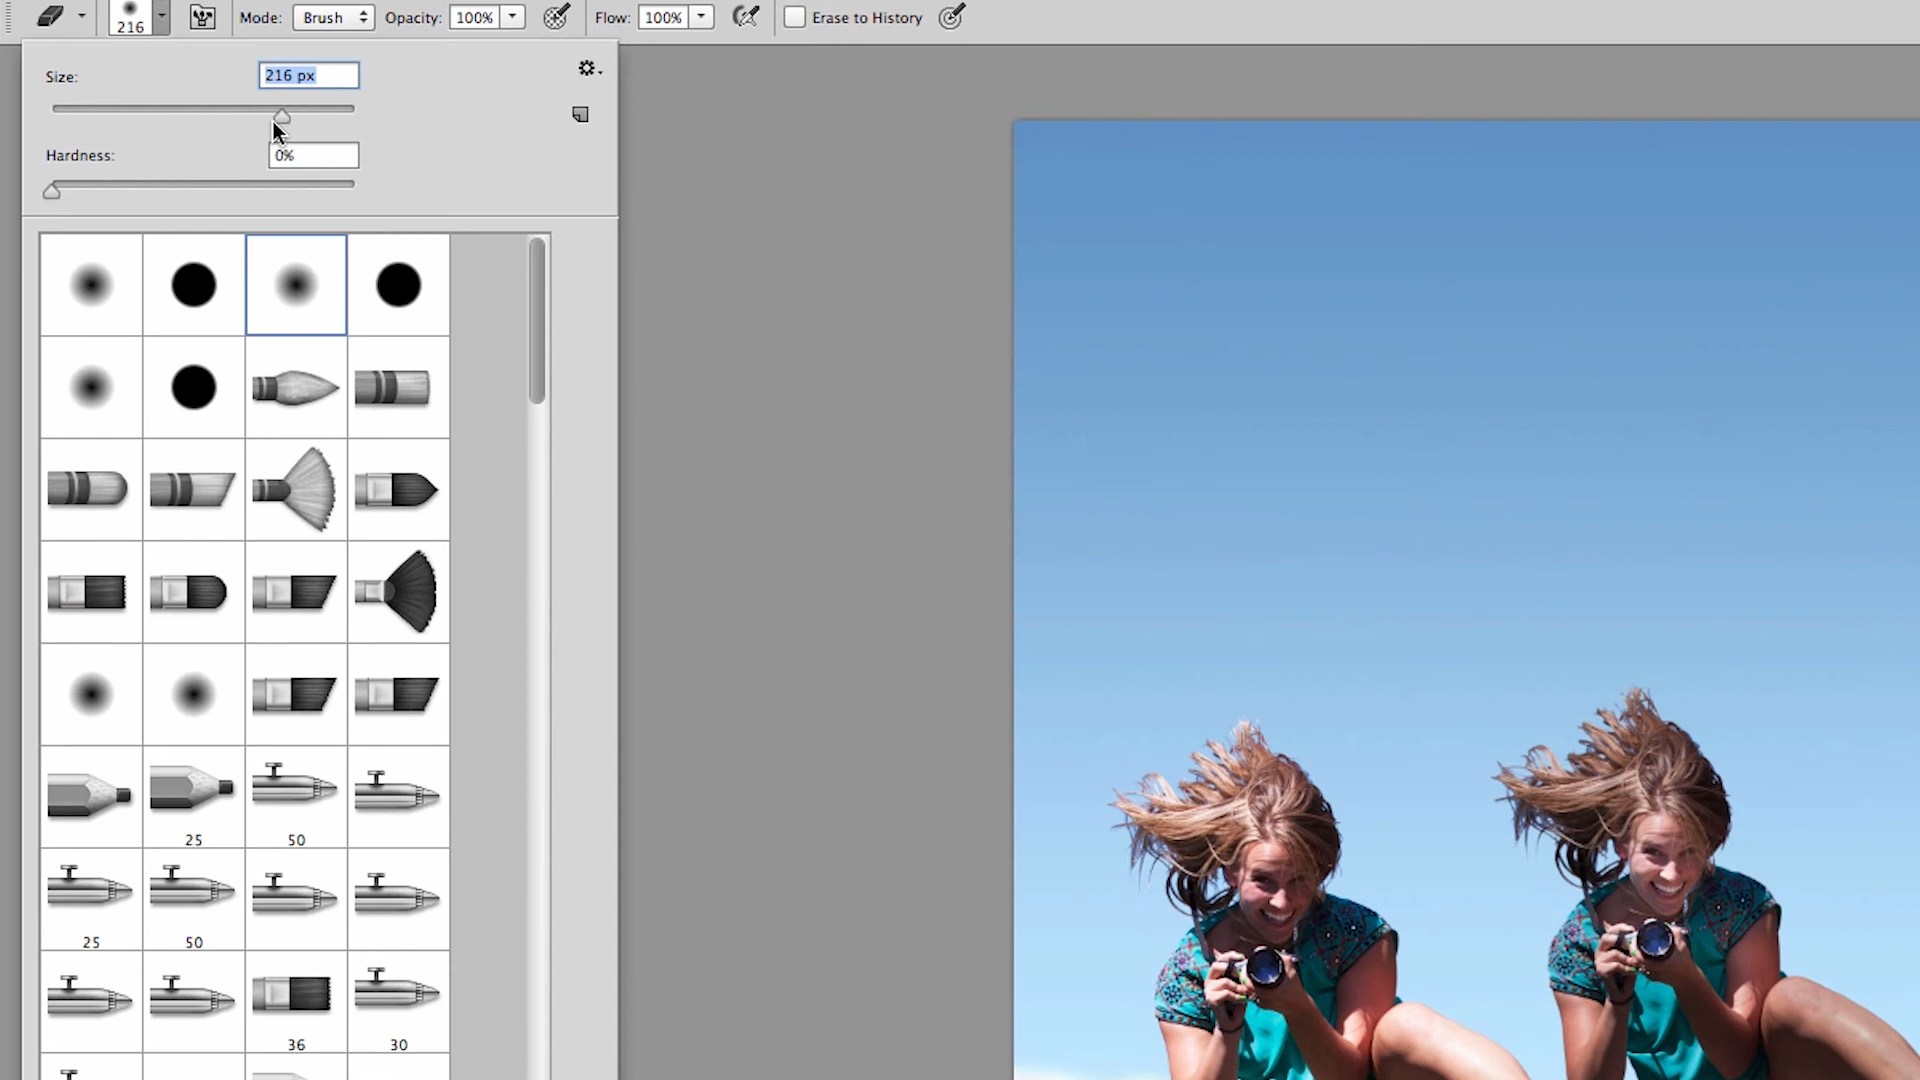 216 Mode: Brush Opacity: 100% Flow: 100% Erase to History
Size: 216 px
Hardness: 0%
25 50
25 50
36 30